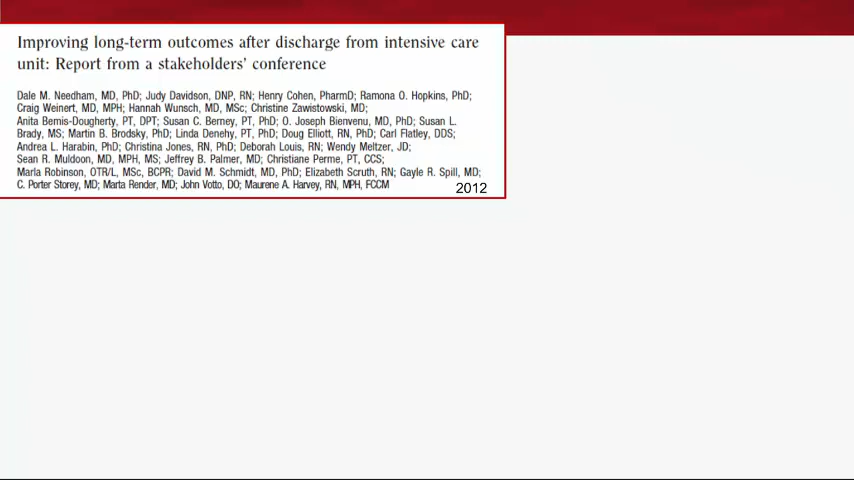 Improving long-term outcomes after discharge from intensive care
unit: Report from a stakeholders' conference
Dale M. Needham, MD, PhD; Judy Davidson, DNP, RN; Henry Cohen, PharmD; Ramona O. Hopkins, PhD;
Craig Weinert, MD, MPH; Hannah Wunsch, MD, MSc; Christine Zawistowski, MD;
Anita Bemis-Dougherty, PT, DPT; Susan C. Berney, PT, PhD; O. Joseph Bienvenu, MD, PhD; Susan L.
Brady, MS; Martin B. Brodsky, PhD; Linda Denehy, PT, PhD; Doug Elliott, RN, PhD; Carl Flatley, DDS;
Andrea L. Harabin, PhD; Christina Jones, RN, PhD; Deborah Louis, RN; Wendy Meltzer, JD;
Sean R. Muldoon, MD, MPH, MS; Jeffrey B. Palmer, MD; Christiane Perme, PT, CCS;
Marla Robinson, OTR/L, MSc, BCPR; David M. Schmidt, MD, PhD; Elizabeth Scruth, RN; Gayle R. Spill, MD;
C. Porter Storey, MD; Marta Render, MD; John Votto, DO; Maurene A. Harvey, RN, MPH, FCCM
2012